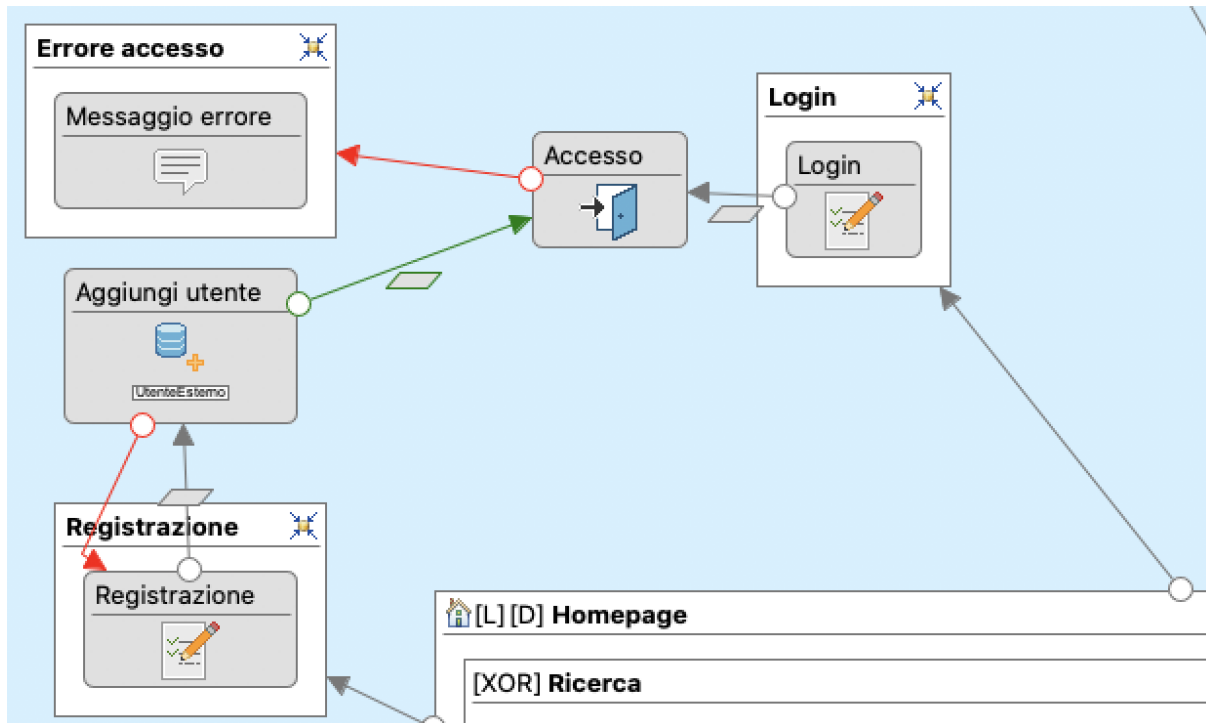 Errore accesso
Messaggio errore
Accesso
Login
Login
Aggiungi utente
UtenteEsterno
Registrazione
Registrazione
[L] [D] Homepage
[XOR] Ricerca